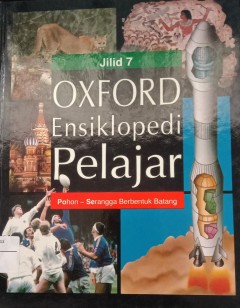 Jilid 7
OXFORD
Ensiklopedi
Pelajar
Pohon – Serangga Berbentuk Batang